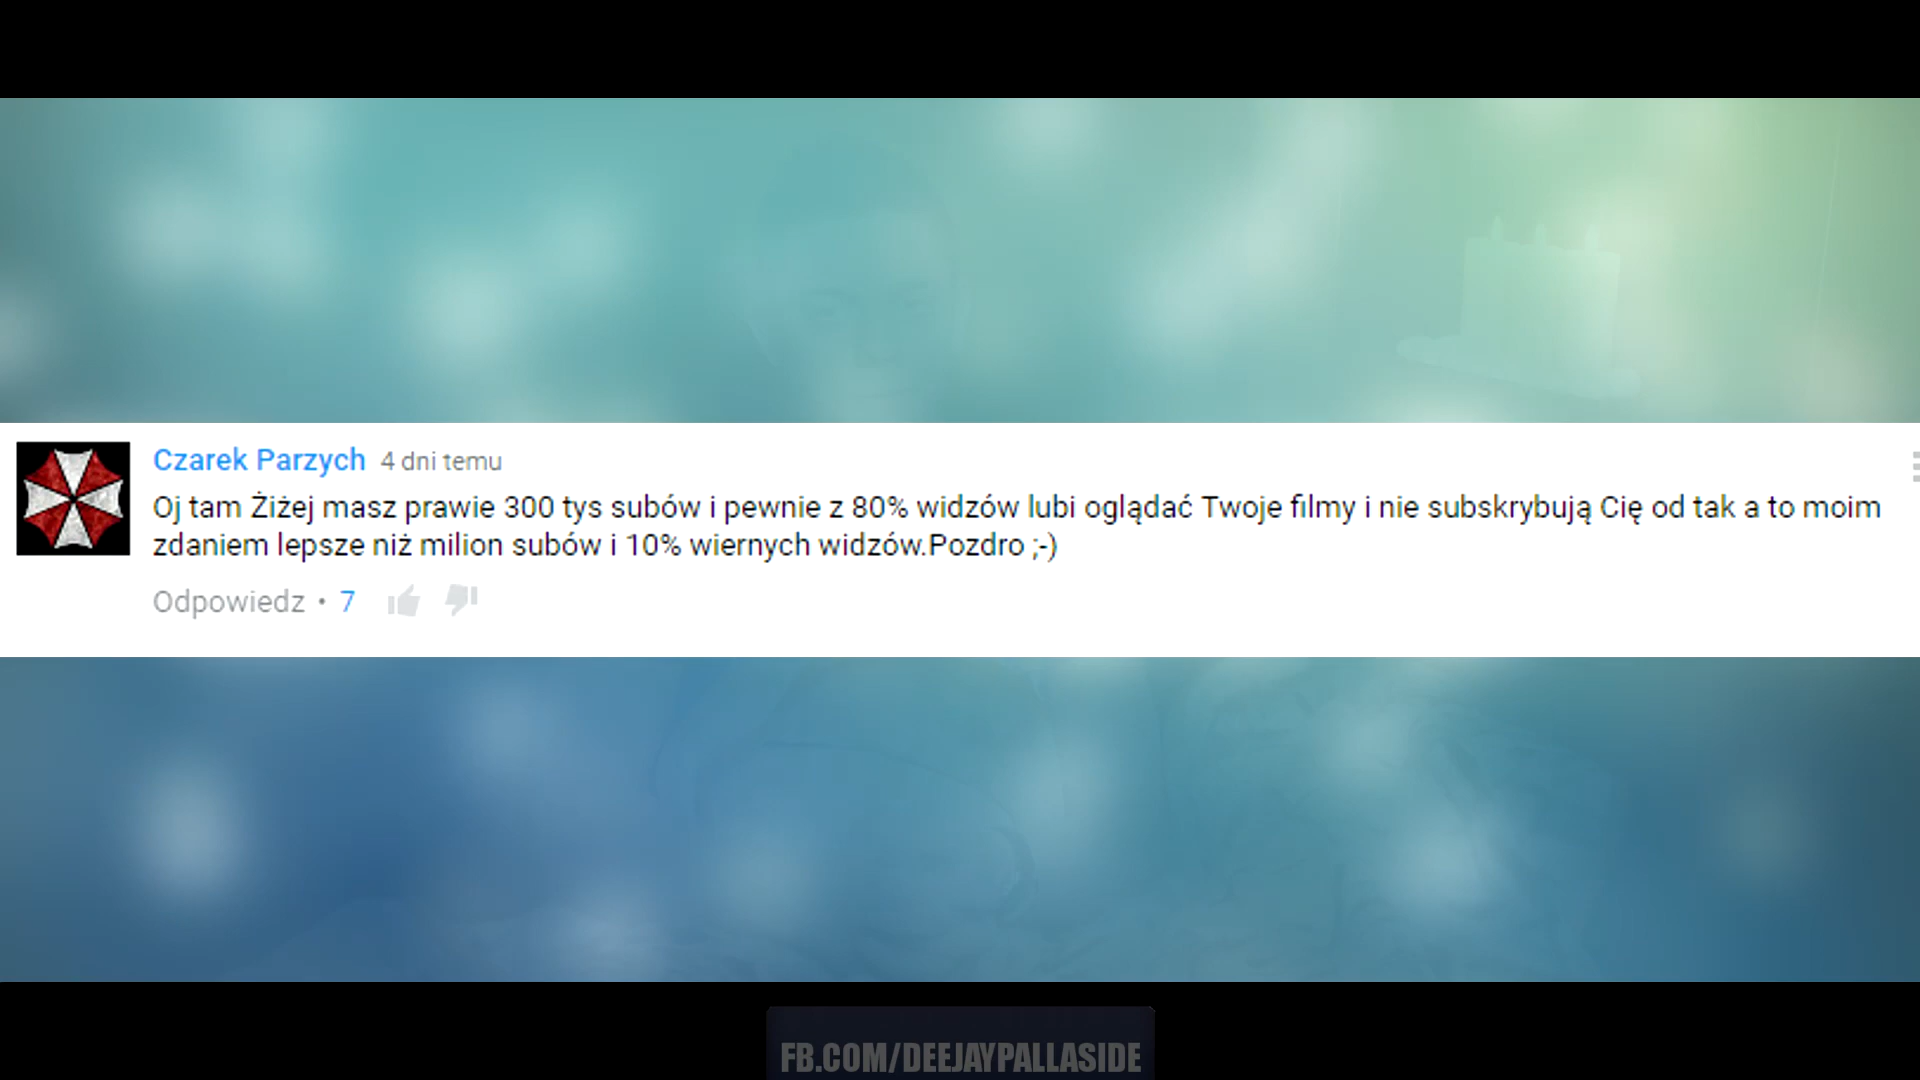 Czarek Parzych 4 dni temu
Oj tam Żiżej masz prawie 300 tys subów i pewnie z 80% widzów lubi oglądać Twoje filmy i nie subskrybują Cię od tak a to moim
zdaniem lepsze niż milion subów i 10% wiernych widzów.Pozdro ;-)
Odpowiedz • 7
FB.COM/DEEJAYPALLASIDE